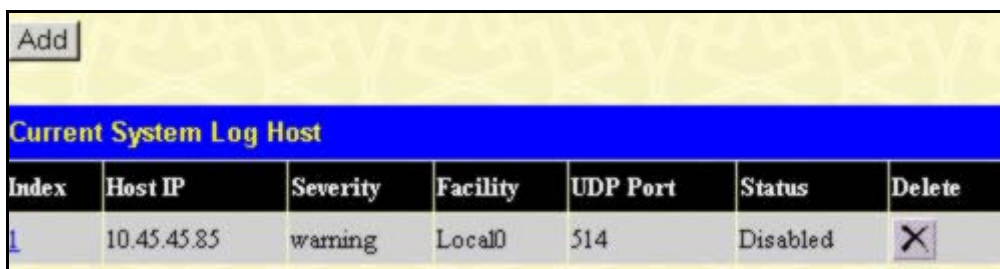 Add
Current System Log Host
Index Host IP Severity Facility UDP Port Status Delete
1 10.45.45.85 warning Local0 514 Disabled X